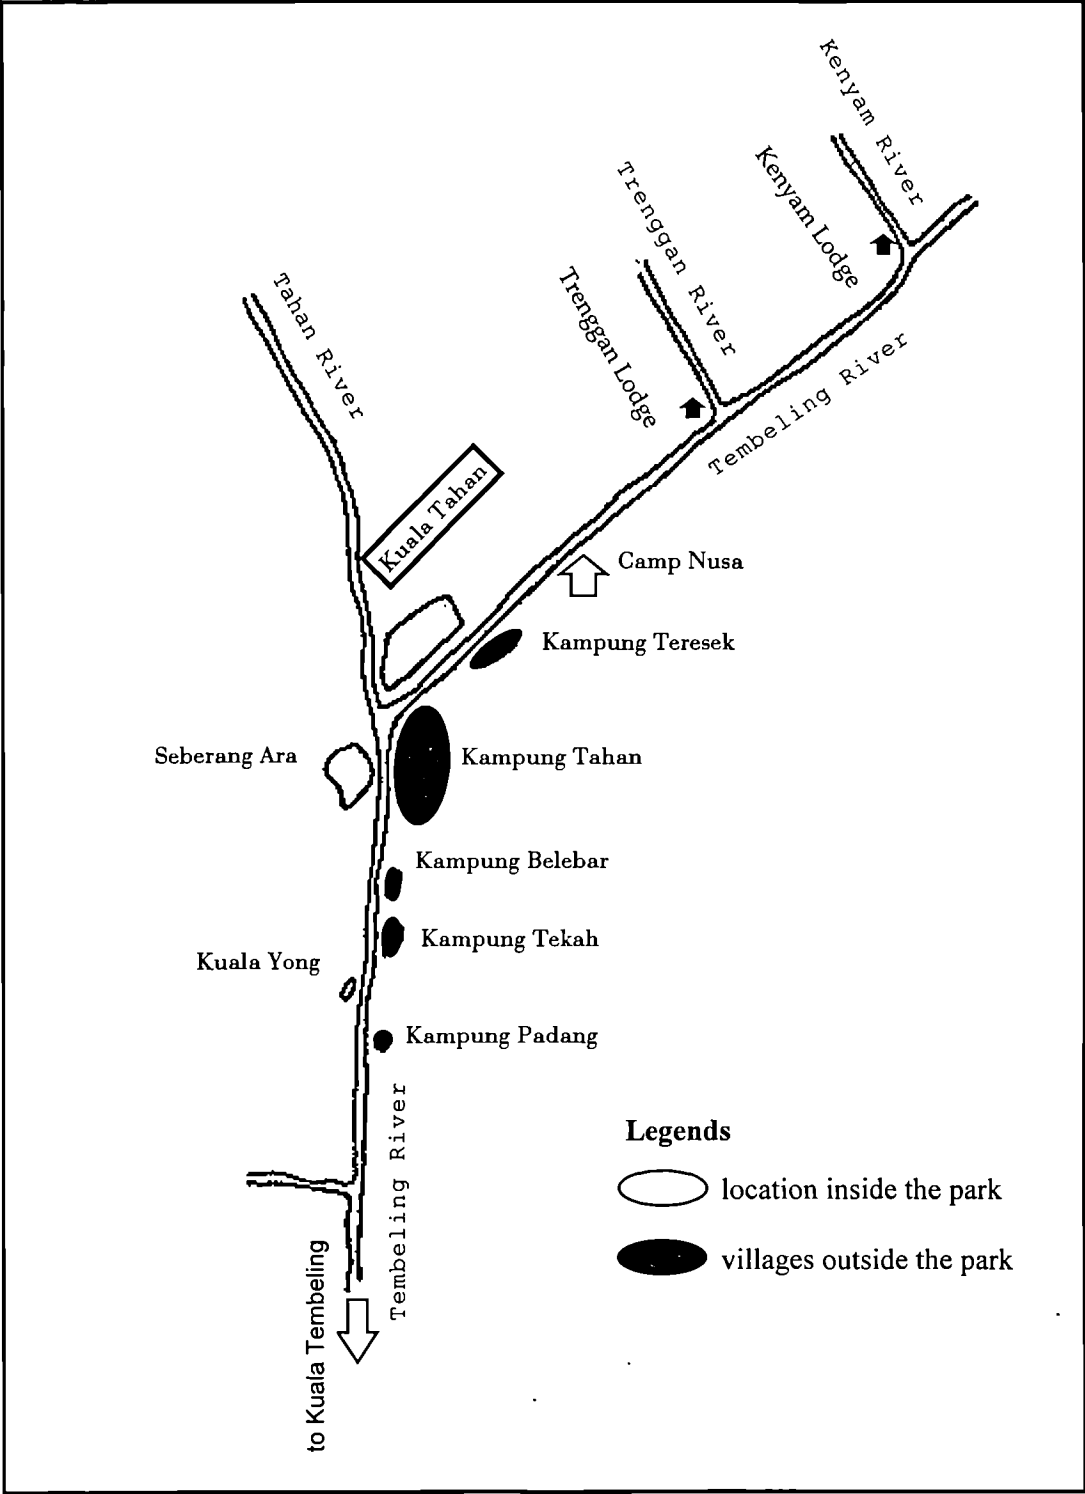 Kenyam River
Kenyam Lodge
Trenggan River
Trenggan Lodge
Tahan River
Tembeling River
Kuala Tahan
Camp Nusa
Kampung Teresek
Seberang Ara
Kampung Tahan
Kampung Belebar
Kampung Tekah
Kuala Yong
Kampung Padang
Tembeling River
to Kuala Tembeling
Legends
location inside the park
villages outside the park